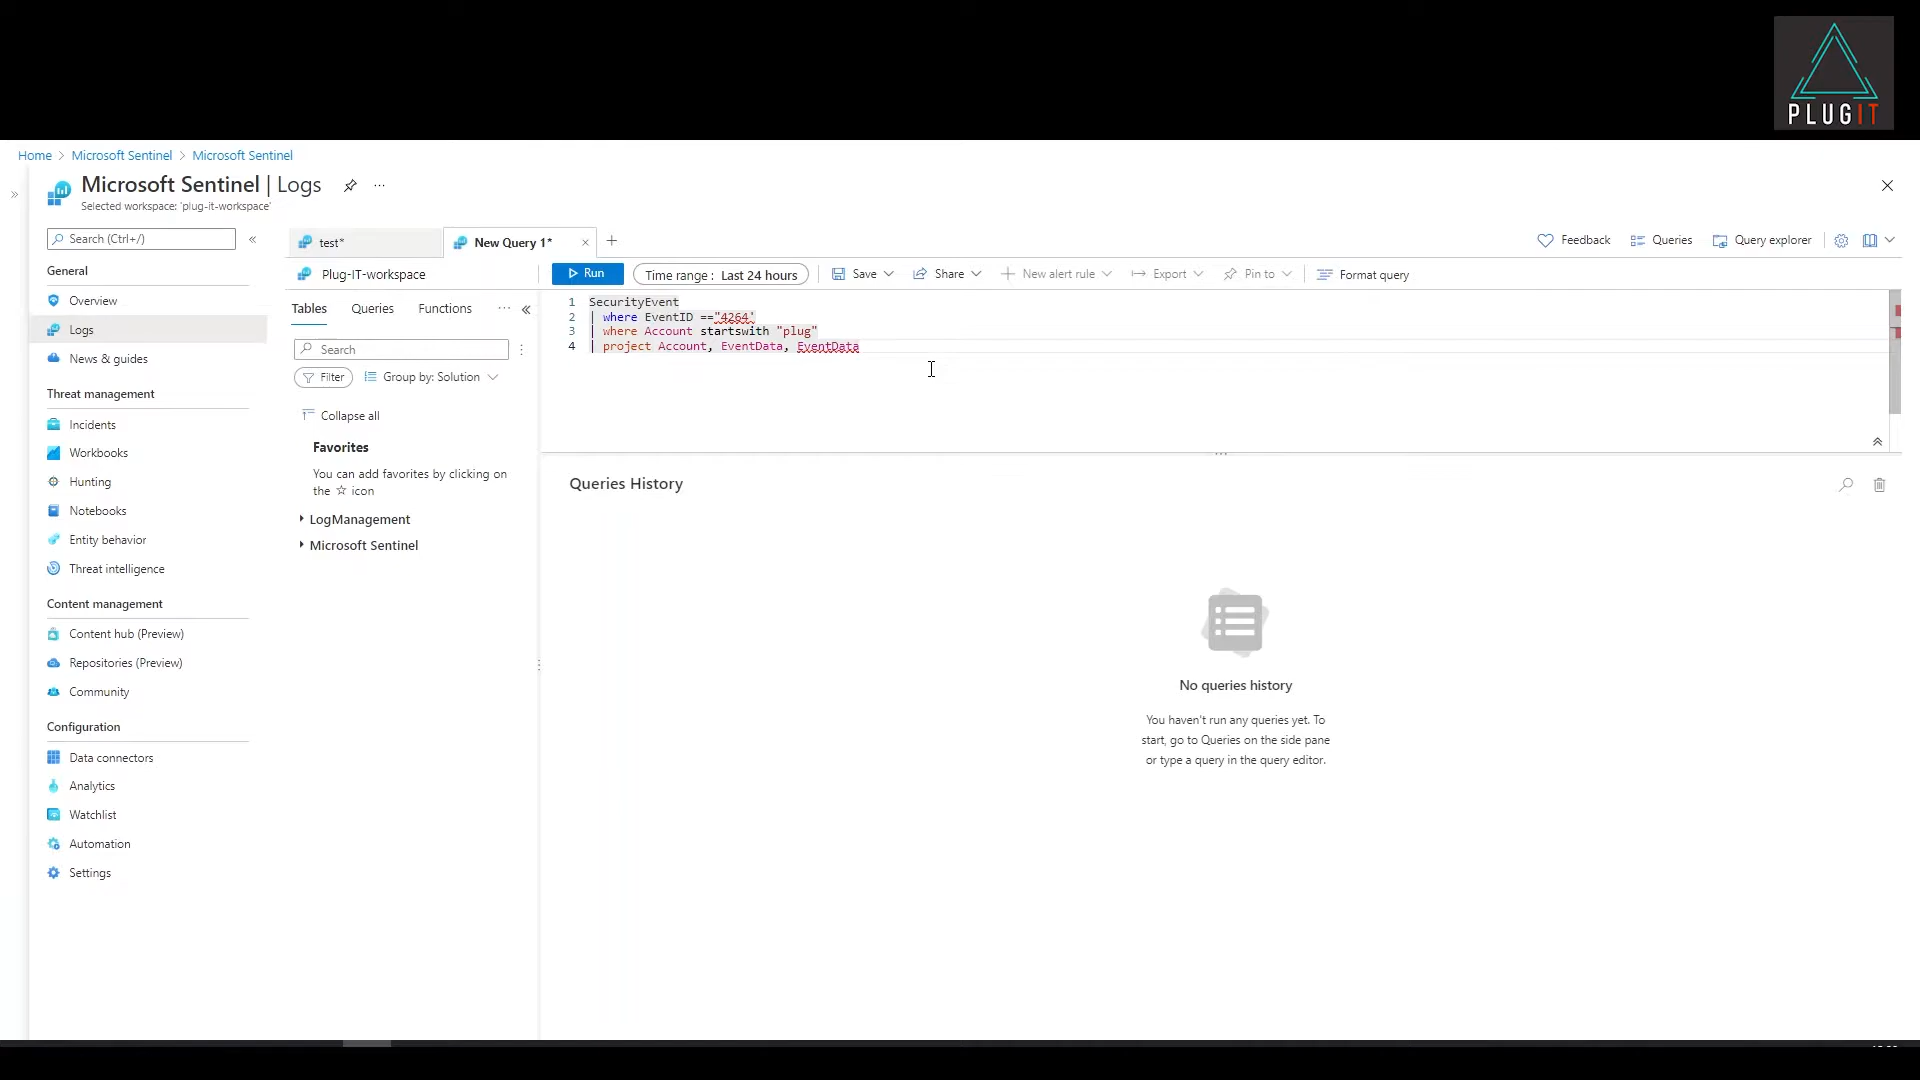 PLUGIT
Home > Microsoft Sentinel > Microsoft Sentinel
Microsoft Sentinel | Logs
Selected workspace: 'plug-it-workspace'
Search (Ctrl+/)
General
Overview
Logs
News & guides
Threat management
Incidents
Workbooks
Hunting
Notebooks
Entity behavior
Threat intelligence
Content management
Content hub (Preview)
Repositories (Preview)
Community
Configuration
Data connectors
Analytics
Watchlist
Automation
Settings
test*
New Query 1*
Feedback
Queries
Query explorer
Plug-IT-workspace
Run
Time range : Last 24 hours
Save
Share
New alert rule
Export
Pin to
Format query
Tables
Queries
Functions
Search
Filter
Group by: Solution
Collapse all
Favorites
You can add favorites by clicking on
the ☆ icon
LogManagement
Microsoft Sentinel
1 SecurityEvent
2 | where EventID =="4264'
3 | where Account startswith "plug"
4 | project Account, EventData, EventData
Queries History
No queries history
You haven't run any queries yet. To
start, go to Queries on the side pane
or type a query in the query editor.